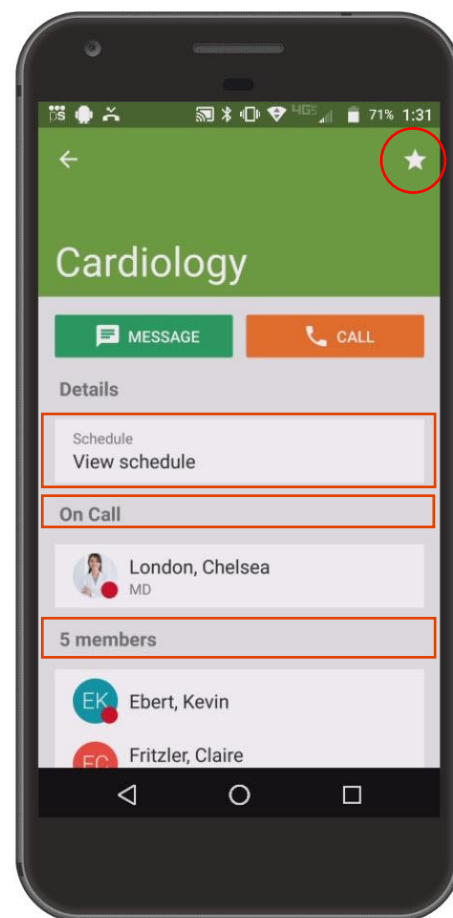 4G 71% 1:31
Cardiology
MESSAGE CALL
Details
Schedule
View schedule
On Call
London, Chelsea
MD
5 members
EK Ebert, Kevin
Fritzler, Claire